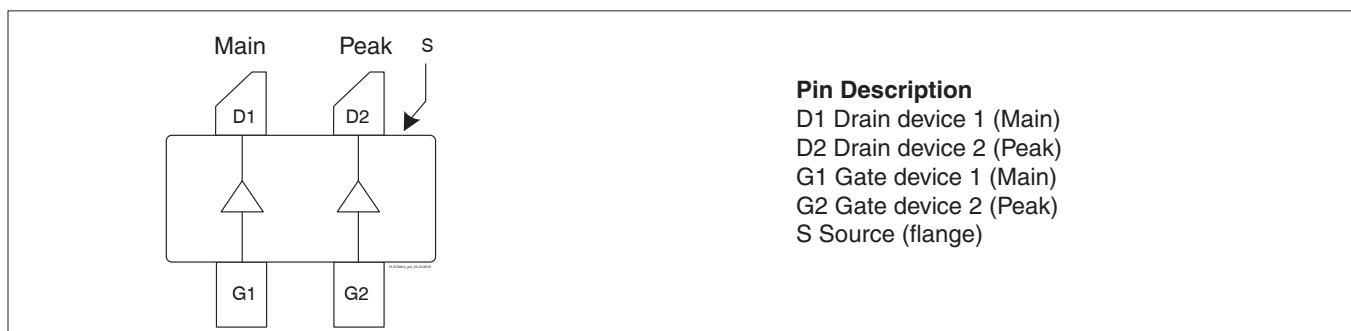 Main Peak S
D1 D2
G1 G2
Pin Description
D1 Drain device 1 (Main)
D2 Drain device 2 (Peak)
G1 Gate device 1 (Main)
G2 Gate device 2 (Peak)
S Source (flange)